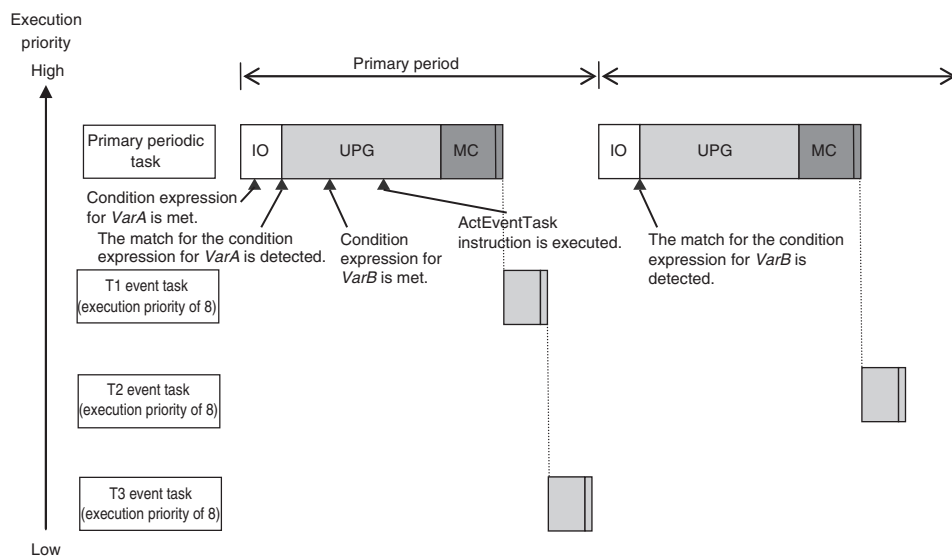 Execution
priority
High
Primary period
Primary periodic
task
IO
UPG
MC
IO
UPG
MC
Condition expression
for VarA is met.
The match for the condition
expression for VarA is detected.
Condition
expression for
VarB is met.
ActEventTask
instruction is executed.
The match for the condition
expression for VarB is
detected.
T1 event task
(execution priority of 8)
T2 event task
(execution priority of 8)
T3 event task
(execution priority of 8)
Low